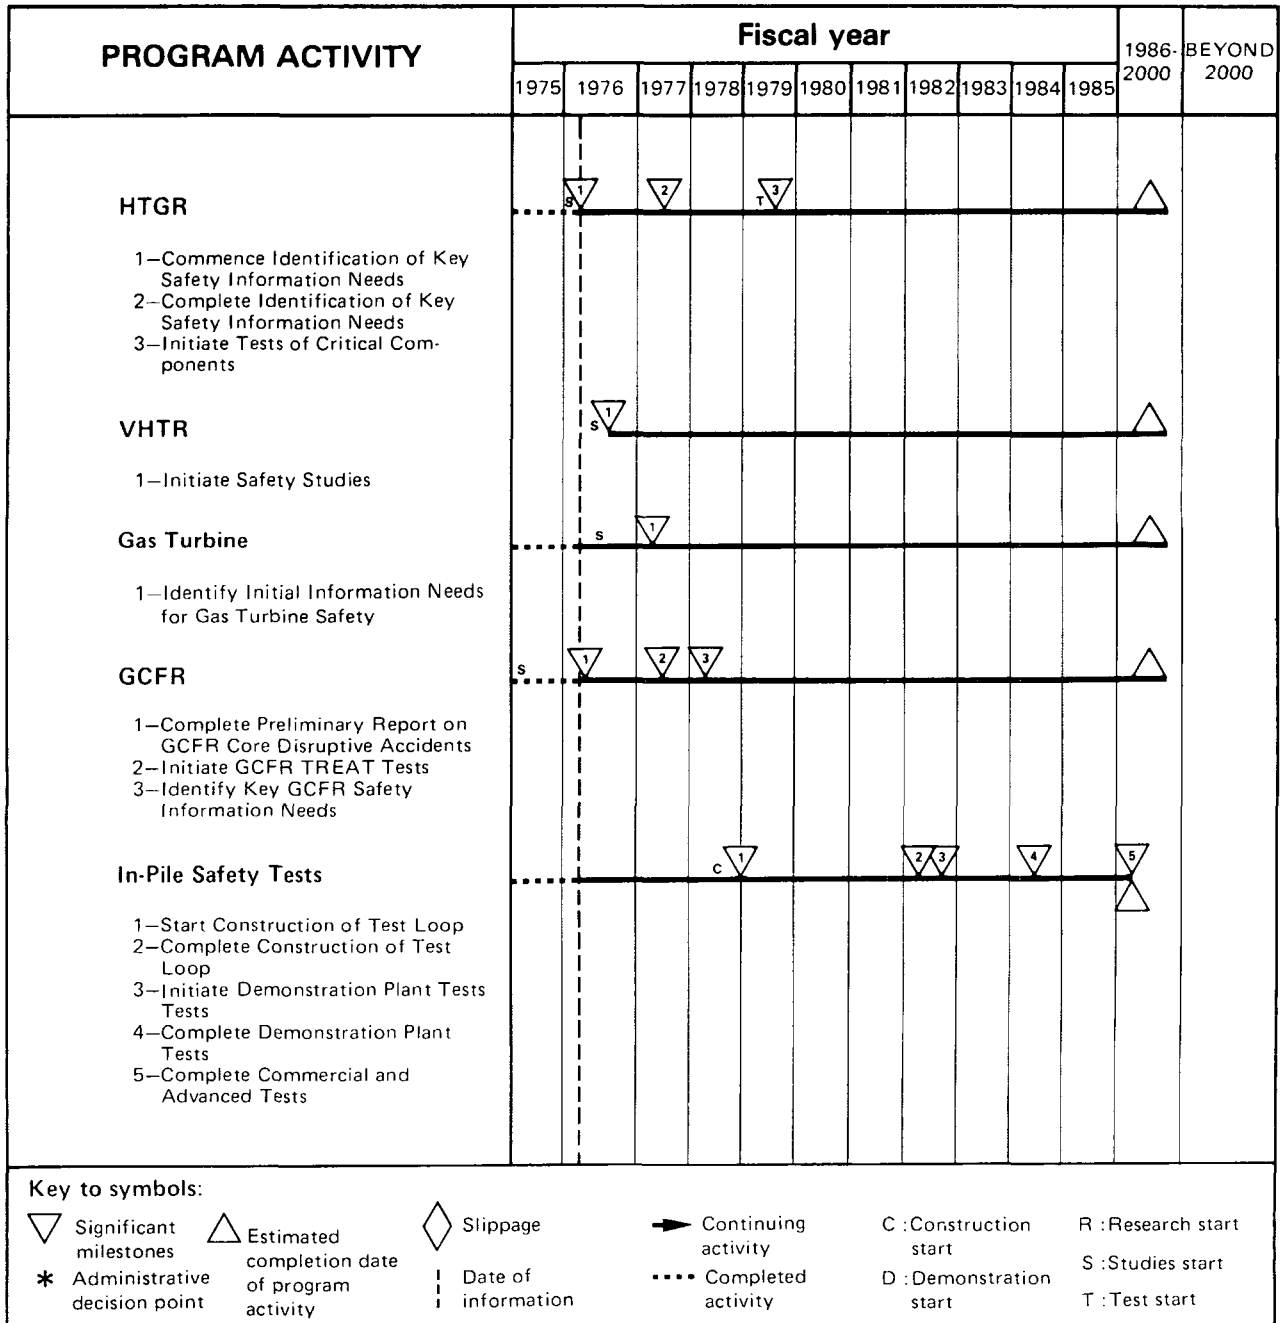 PROGRAM ACTIVITY
Fiscal year
1975 1976 1977 1978 1979 1980 1981 1982 1983 1984 1985
1986-
2000
BEYOND
2000
HTGR
S 1 2 T 3
1—Commence Identification of Key
Safety Information Needs
2—Complete Identification of Key
Safety Information Needs
3—Initiate Tests of Critical Com-
ponents
VHTR
S 1
1—Initiate Safety Studies
Gas Turbine
S 1
1—Identify Initial Information Needs
for Gas Turbine Safety
GCFR
S 1 2 3
1—Complete Preliminary Report on
GCFR Core Disruptive Accidents
2—Initiate GCFR TREAT Tests
3—Identify Key GCFR Safety
Information Needs
In-Pile Safety Tests
C 1 2 3 4 5
1—Start Construction of Test Loop
2—Complete Construction of Test
Loop
3—Initiate Demonstration Plant Tests
Tests
4—Complete Demonstration Plant
Tests
5—Complete Commercial and
Advanced Tests
Key to symbols:
Significant
milestones
* Administrative
decision point
Estimated
completion date
of program
activity
Slippage
Date of
information
Continuing
activity
Completed
activity
C :Construction
start
D :Demonstration
start
R :Research start
S :Studies start
T :Test start